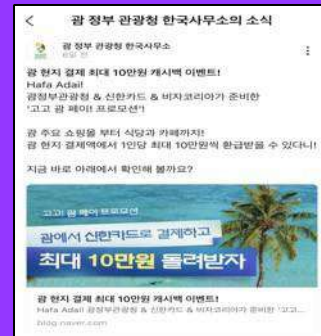 괌 정부 관광청 한국사무소의 소식
괌 정부 관광청 한국사무소
괌 현지 결제 최대 10만원 캐시백 이벤트!
Hafa Adai!
괌정부관광청 & 신한카드 & 비자코리아가 준비한
'고고 괌 페이! 프로모션'!
괌 주요 쇼핑몰 부터 식당과 카페까지!
괌 현지 결제액에서 1인당 최대 10만원씩 환급받을 수 있다니!
지금 바로 아래에서 확인해 볼까요?
고고! 괌 페이 프로모션
괌에서 신한카드로 결제하고
최대 10만원 돌려받자
괌 현지 결제 최대 10만원 캐시백 이벤트!
Hafa Adai! 괌정부관광청 & 신한카드 & 비자코리아가 준비한 '고고...
blog.naver.com